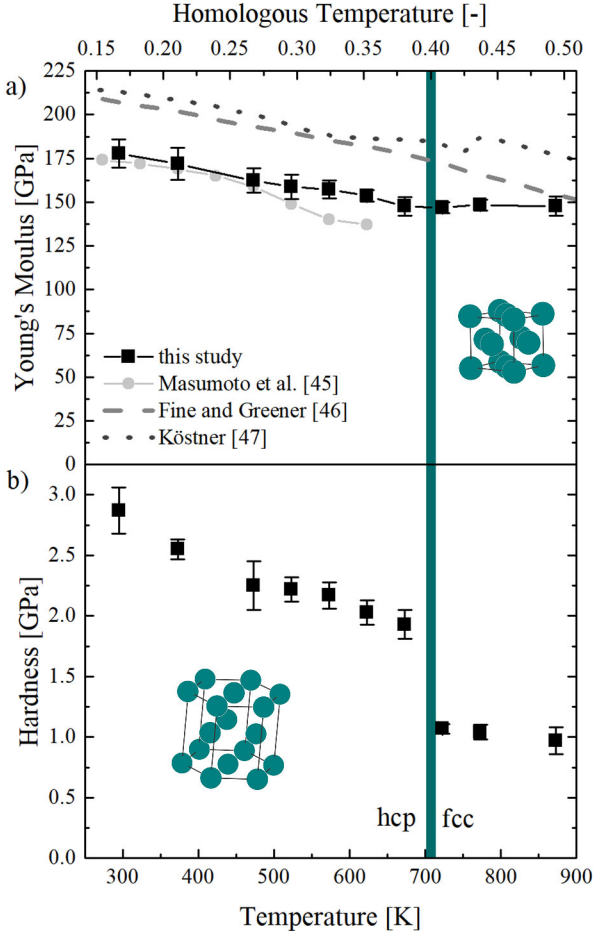 Homologous Temperature [-]
0.15 0.20 0.25 0.30 0.35 0.40 0.45 0.50
a)
225
200
175
150
125
100
75
50
25
0
Young's Moulus [GPa]
this study
Masumoto et al. [45]
Fine and Greener [46]
Köstner [47]
b)
3.0
2.5
2.0
1.5
1.0
0.5
0.0
Hardness [GPa]
hcp fcc
300 400 500 600 700 800 900
Temperature [K]